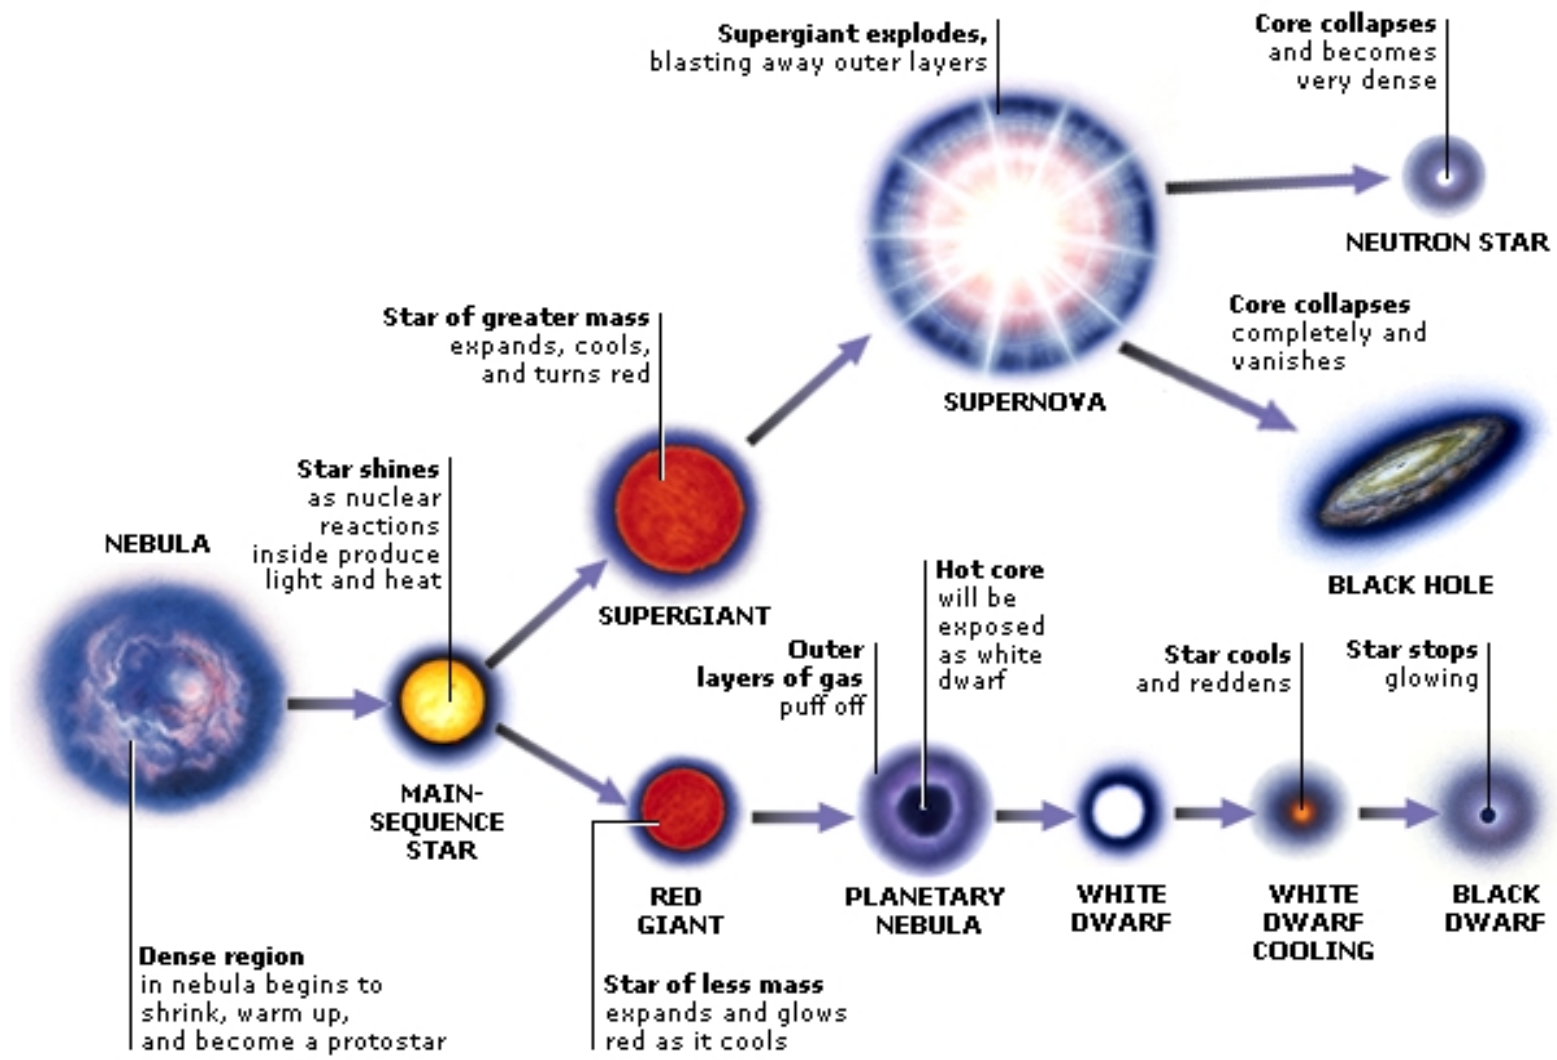 Supergiant explodes,
blasting away outer layers
Core collapses
and becomes
very dense
NEUTRON STAR
Star of greater mass
expands, cools,
and turns red
SUPERNOVA
Core collapses
completely and
vanishes
Star shines
as nuclear
reactions
inside produce
light and heat
NEBULA
SUPERGIANT
BLACK HOLE
Hot core
will be
exposed
as white
dwarf
Outer
layers of gas
puff off
Star cools
and reddens
Star stops
glowing
MAIN-
SEQUENCE
STAR
RED
GIANT
PLANETARY
NEBULA
WHITE
DWARF
WHITE
DWARF
COOLING
BLACK
DWARF
Dense region
in nebula begins to
shrink, warm up,
and become a protostar
Star of less mass
expands and glows
red as it cools